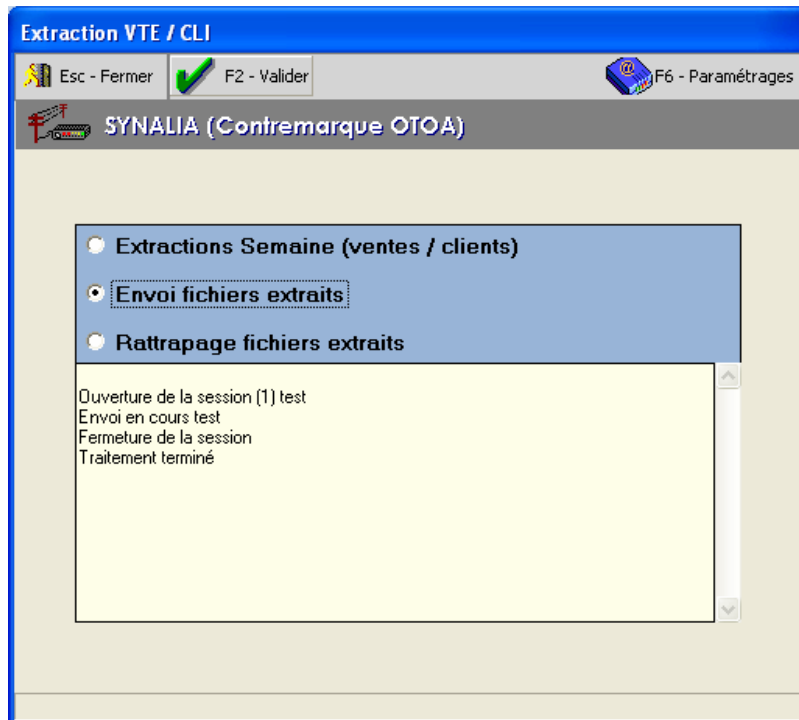 Extraction VTE / CLI
Esc - Fermer F2 - Valider F6 - Paramétrages
SYNALIA (Contremarque OTOA)
Extractions Semaine (ventes / clients)
Envoi fichiers extraits
Rattrapage fichiers extraits
Ouverture de la session (1) test
Envoi en cours test
Fermeture de la session
Traitement terminé